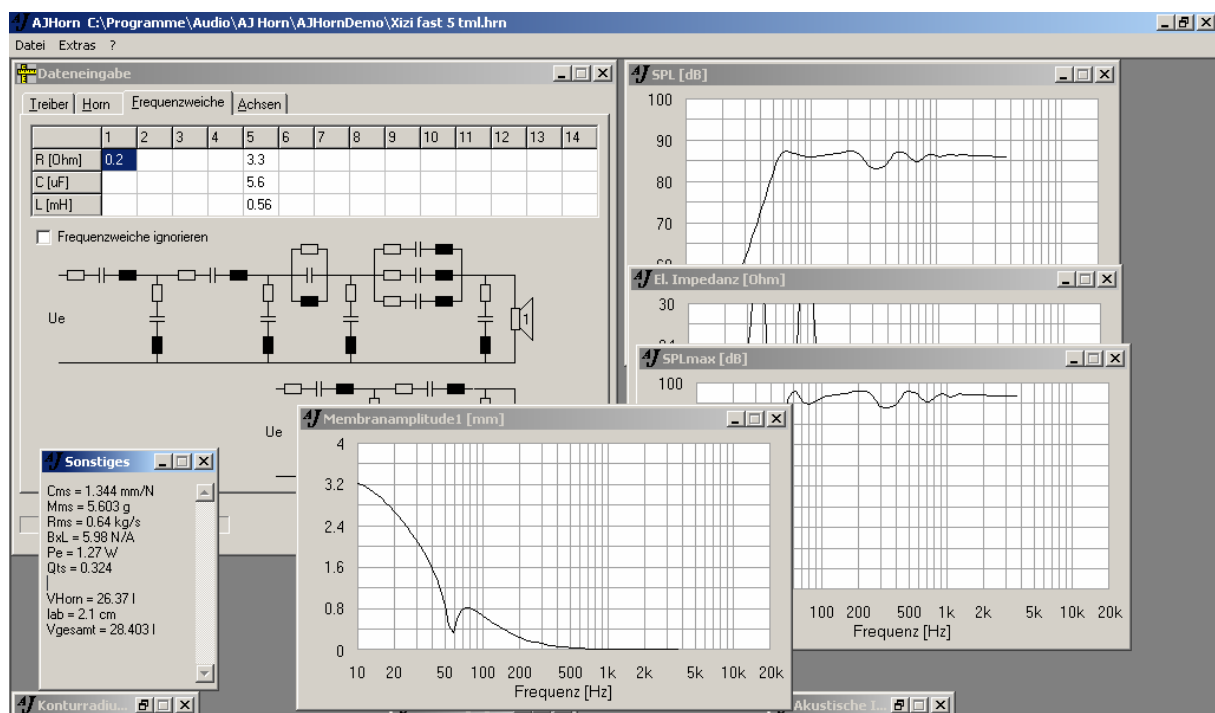 AJHorn C:\Programme\Audio\AJ Horn\AJHornDemo\Xizi fast 5 tml.hrn
Datei Extras ?
Dateneingabe
Treiber Horn Frequenzweiche Achsen
1 2 3 4 5 6 7 8 9 10 11 12 13 14
R [Ohm] 0.2 3.3
C [uF] 5.6
L [mH] 0.56
Frequenzweiche ignorieren
Ue
1
Ue
Sonstiges
Cms = 1.344 mm/N
Mms = 5.603 g
Rms = 0.64 kg/s
BxL = 5.98 N/A
Pe = 1.27 W
Qts = 0.324
VHorn = 26.37 l
lab = 2.1 cm
Vgesamt = 28.403 l
SPL [dB]
100
90
80
70
El. Impedanz [Ohm]
30
SPLmax [dB]
100
100 200 500 1k 2k 5k 10k 20k
Frequenz [Hz]
Membranamplitude1 [mm]
4
3.2
2.4
1.6
0.8
0
10 20 50 100 200 500 1k 2k 5k 10k 20k
Frequenz [Hz]
Konturradiu...
Akustische I...